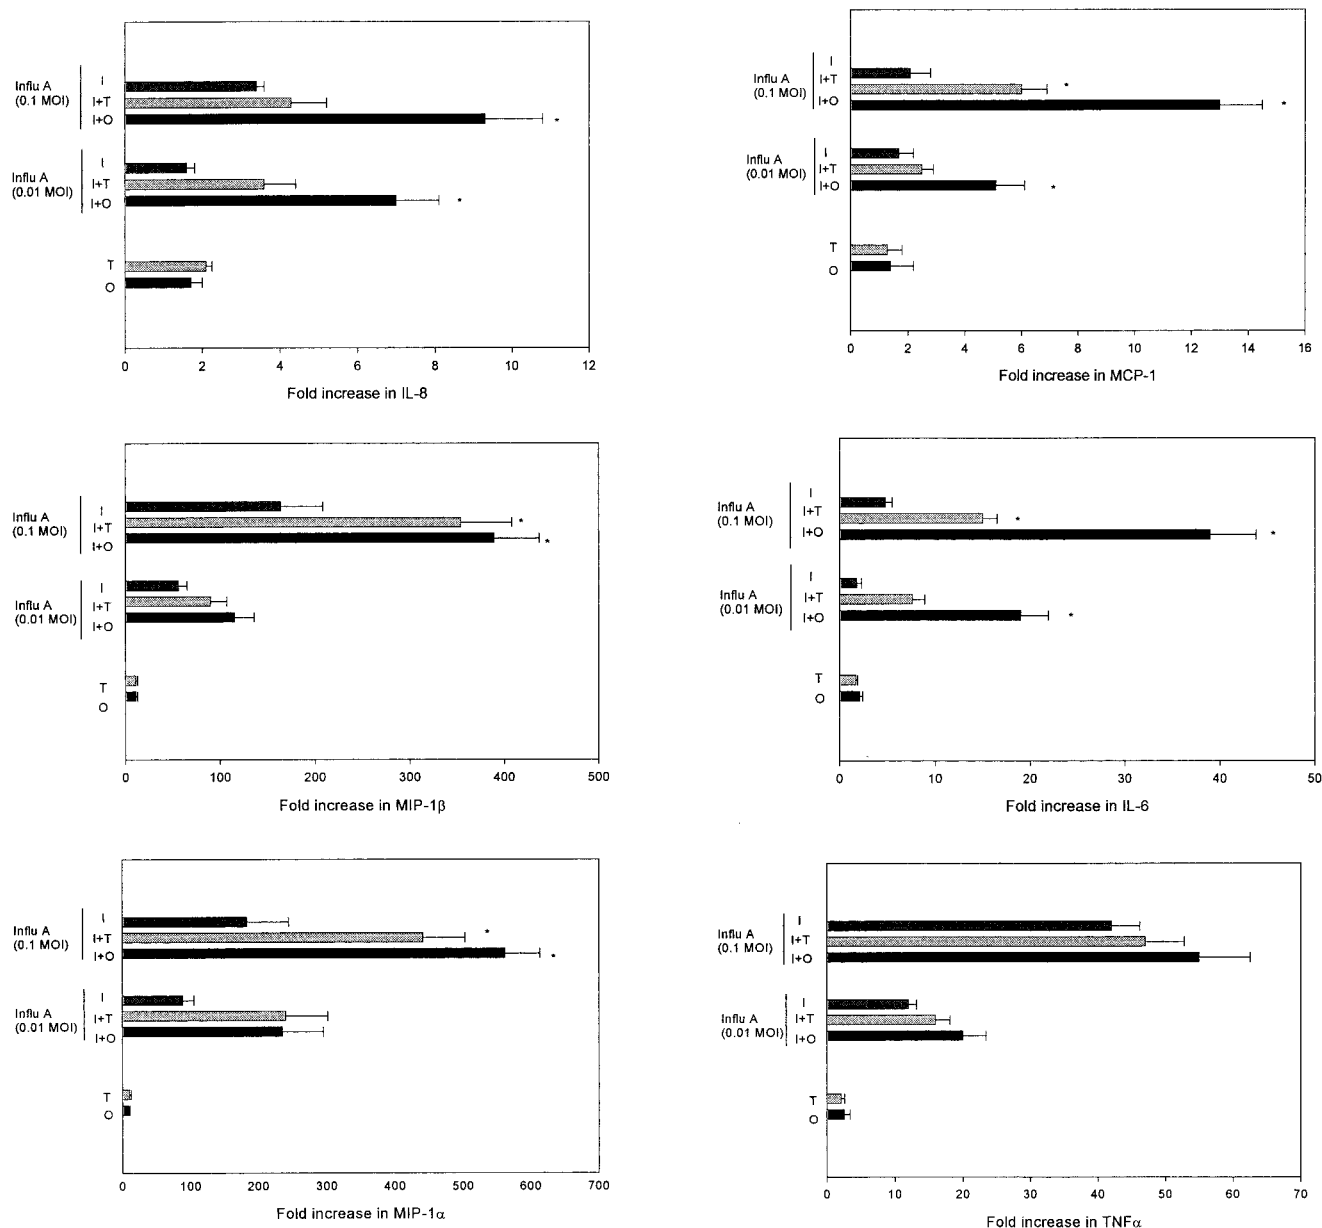 Influ A
(0.1 MOI)
I
I+T
I+O
*
Influ A
(0.01 MOI)
I
I+T
I+O
*
T
O
0 2 4 6 8 10 12
Fold increase in IL-8
Influ A
(0.1 MOI)
I
I+T
I+O
*
*
Influ A
(0.01 MOI)
I
I+T
I+O
*
T
O
0 2 4 6 8 10 12 14 16
Fold increase in MCP-1
Influ A
(0.1 MOI)
I
I+T
I+O
*
*
Influ A
(0.01 MOI)
I
I+T
I+O
T
O
0 100 200 300 400 500
Fold increase in MIP-1β
Influ A
(0.1 MOI)
I
I+T
I+O
*
*
Influ A
(0.01 MOI)
I
I+T
I+O
*
T
O
0 10 20 30 40 50
Fold increase in IL-6
Influ A
(0.1 MOI)
I
I+T
I+O
*
*
Influ A
(0.01 MOI)
I
I+T
I+O
T
O
0 100 200 300 400 500 600 700
Fold increase in MIP-1α
Influ A
(0.1 MOI)
I
I+T
I+O
Influ A
(0.01 MOI)
I
I+T
I+O
T
O
0 10 20 30 40 50 60 70
Fold increase in TNFα